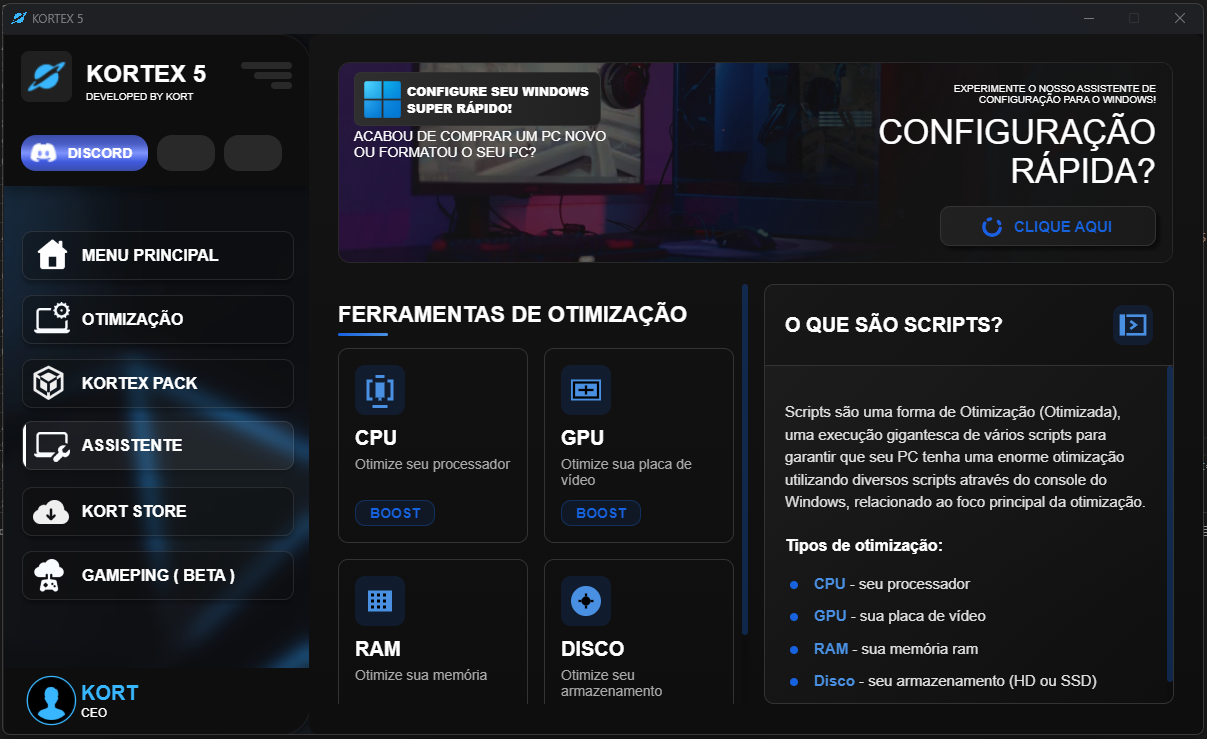 KORTEX 5
KORTEX 5
DEVELOPED BY KORT
DISCORD
MENU PRINCIPAL
OTIMIZAÇÃO
KORTEX PACK
ASSISTENTE
KORT STORE
GAMEPING ( BETA )
KORT
CEO
CONFIGURE SEU WINDOWS
SUPER RÁPIDO!
ACABOU DE COMPRAR UM PC NOVO
OU FORMATOU O SEU PC?
EXPERIMENTE O NOSSO ASSISTENTE DE
CONFIGURAÇÃO PARA O WINDOWS!
CONFIGURAÇÃO
RÁPIDA?
CLIQUE AQUI
FERRAMENTAS DE OTIMIZAÇÃO
CPU
Otimize seu processador
BOOST
GPU
Otimize sua placa de
vídeo
BOOST
RAM
Otimize sua memória
DISCO
Otimize seu
armazenamento
O QUE SÃO SCRIPTS?
Scripts são uma forma de Otimização (Otimizada),
uma execução gigantesca de vários scripts para
garantir que seu PC tenha uma enorme otimização
utilizando diversos scripts através do console do
Windows, relacionado ao foco principal da otimização.
Tipos de otimização:
CPU - seu processador
GPU - sua placa de vídeo
RAM - sua memória ram
Disco - seu armazenamento (HD ou SSD)